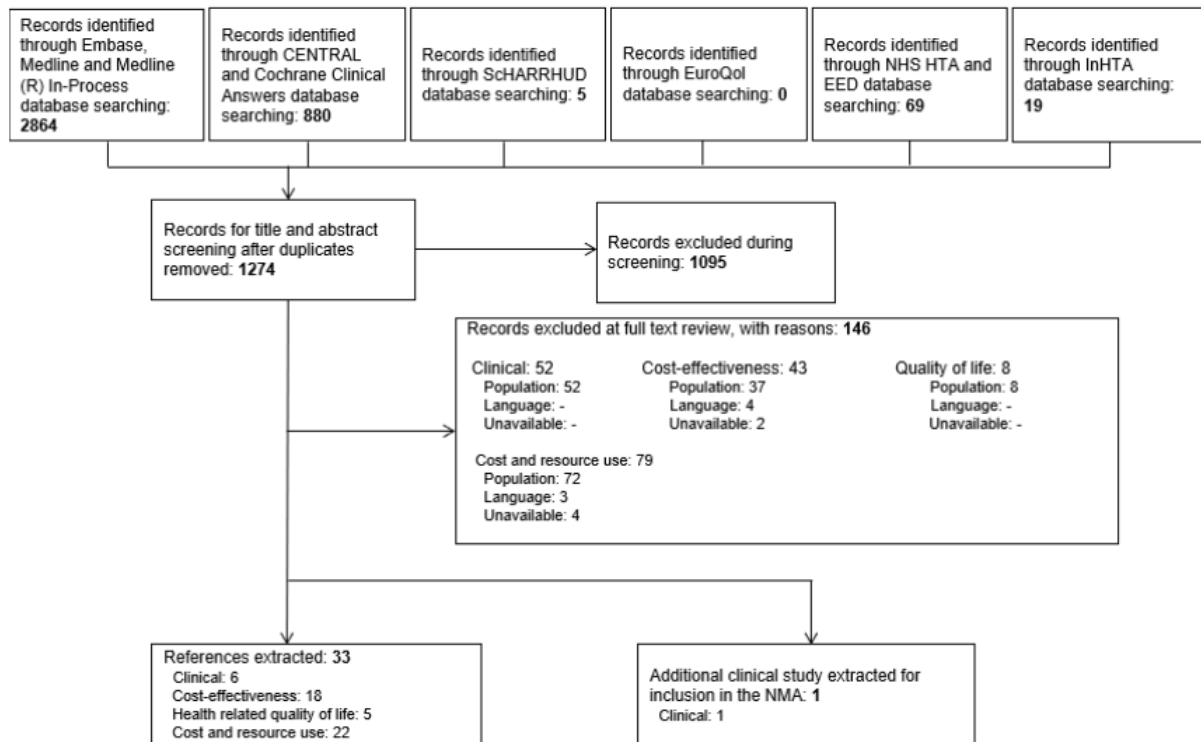 Records identified
through Embase,
Medline and Medline
(R) In-Process
database searching:
2864
Records identified
through CENTRAL
and Cochrane Clinical
Answers database
searching: 880
Records identified
through ScHARRHUD
database searching: 5
Records identified
through EuroQol
database searching: 0
Records identified
through NHS HTA and
EED database
searching: 69
Records identified
through InHTA
database searching:
19
Records for title and abstract
screening after duplicates
removed: 1274
Records excluded during
screening: 1095
Records excluded at full text review, with reasons: 146
Clinical: 52
Population: 52
Language: -
Unavailable: -
Cost-effectiveness: 43
Population: 37
Language: 4
Unavailable: 2
Quality of life: 8
Population: 8
Language: -
Unavailable: -
Cost and resource use: 79
Population: 72
Language: 3
Unavailable: 4
References extracted: 33
Clinical: 6
Cost-effectiveness: 18
Health related quality of life: 5
Cost and resource use: 22
Additional clinical study extracted for
inclusion in the NMA: 1
Clinical: 1